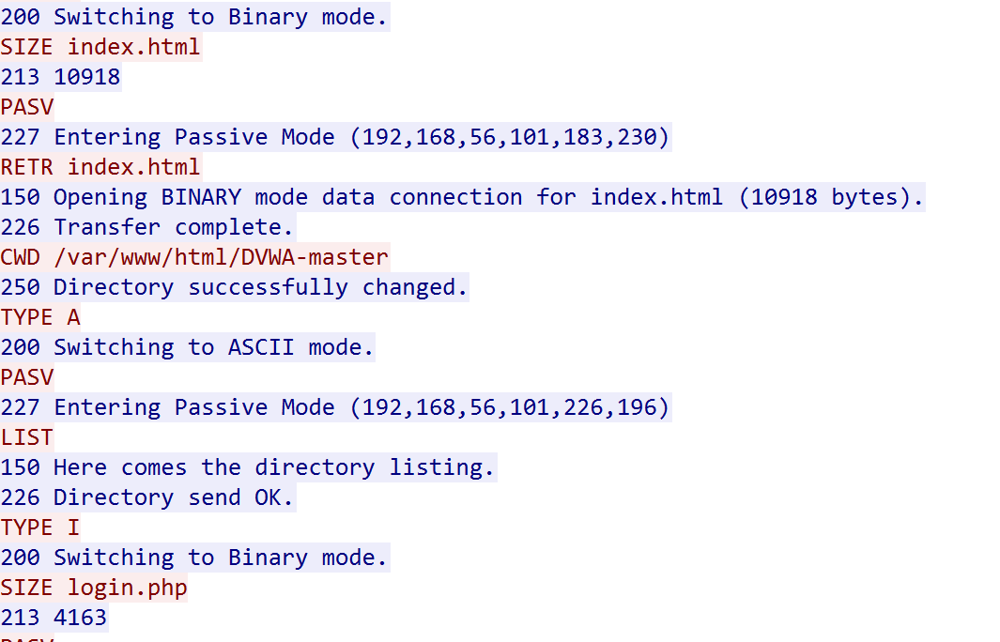 200 Switching to Binary mode.
SIZE index.html
213 10918
PASV
227 Entering Passive Mode (192,168,56,101,183,230)
RETR index.html
150 Opening BINARY mode data connection for index.html (10918 bytes).
226 Transfer complete.
CWD /var/www/html/DVWA-master
250 Directory successfully changed.
TYPE A
200 Switching to ASCII mode.
PASV
227 Entering Passive Mode (192,168,56,101,226,196)
LIST
150 Here comes the directory listing.
226 Directory send OK.
TYPE I
200 Switching to Binary mode.
SIZE login.php
213 4163
PASV